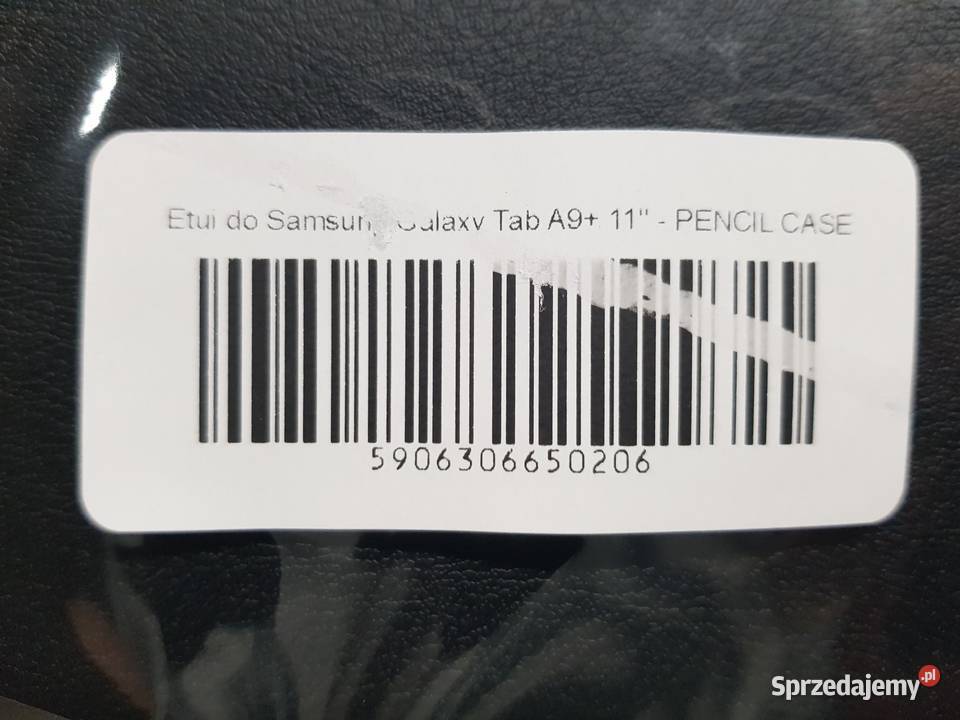 Etui do Samsung Galaxy Tab A9+ 11" - PENCIL CASE
5906306650206
Sprzedajemy.pl